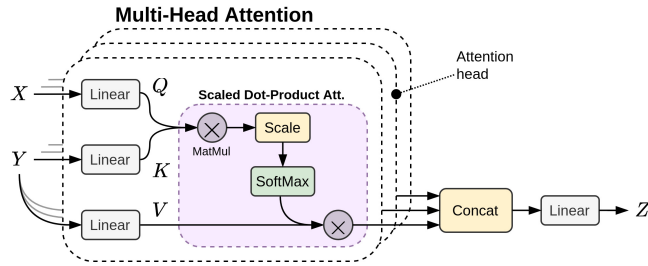 Multi-Head Attention
Attention
head
X
Linear
Q
Scaled Dot-Product Att.
Scale
MatMul
Y
Linear
K
SoftMax
Linear
V
Concat
Linear
Z